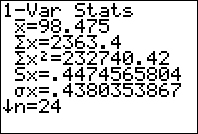 1-Var Stats
x̄=98.475
Σx=2363.4
Σx²=232740.42
Sx=.4474565804
σx=.4380353867
↓n=24